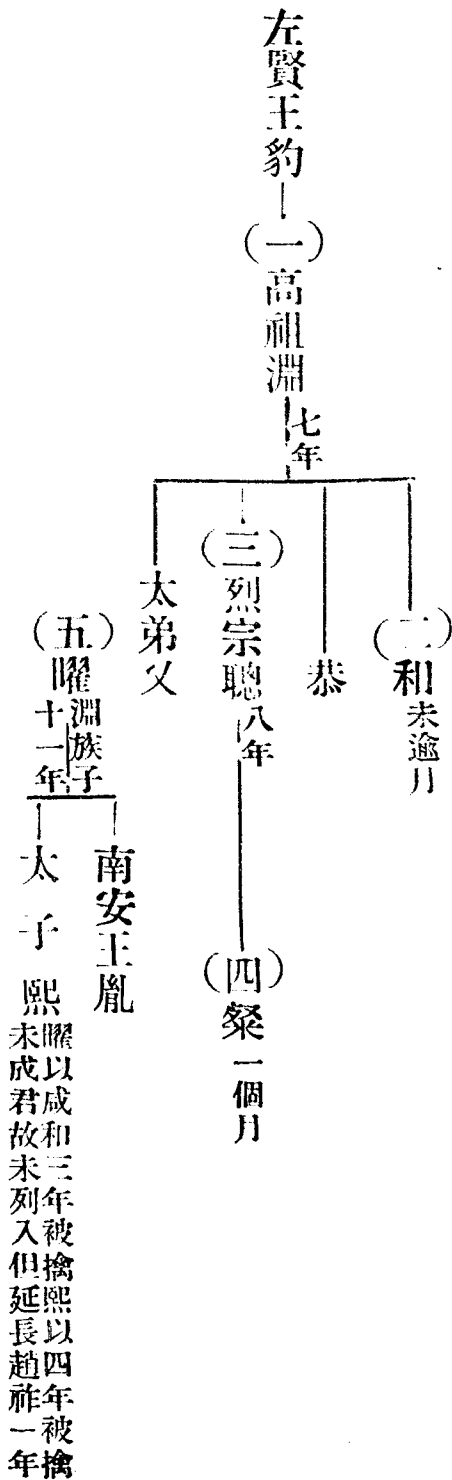 左賢王豹
(一)高祖淵
七年
(二)和
未逾月
恭
(三)烈宗聰
八年
(四)粲
一個月
太弟乂
(五)曜
淵族子
十一年
南安王胤
太子熙
曜以咸和三年被擒熙以四年被擒
未成君故未列入但延長趙祚一年